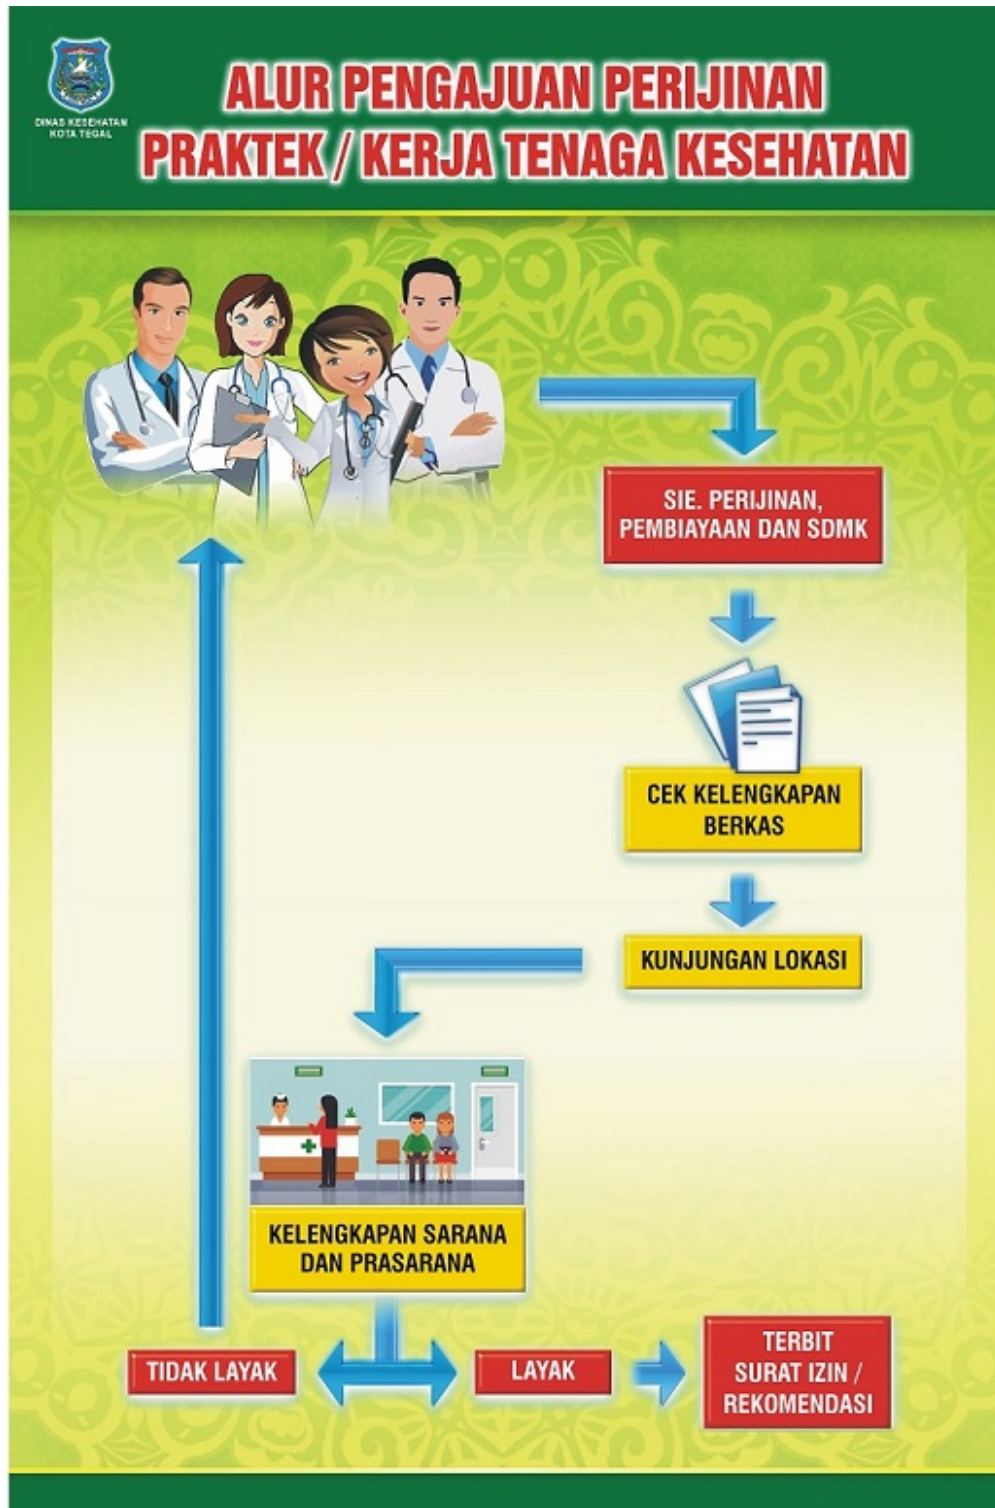 DINAS KESEHATAN
KOTA TEGAL
ALUR PENGAJUAN PERIJINAN
PRAKTEK / KERJA TENAGA KESEHATAN
SIE. PERIJINAN,
PEMBIAYAAN DAN SDMK
CEK KELENGKAPAN
BERKAS
KUNJUNGAN LOKASI
KELENGKAPAN SARANA
DAN PRASARANA
TIDAK LAYAK
LAYAK
TERBIT
SURAT IZIN /
REKOMENDASI